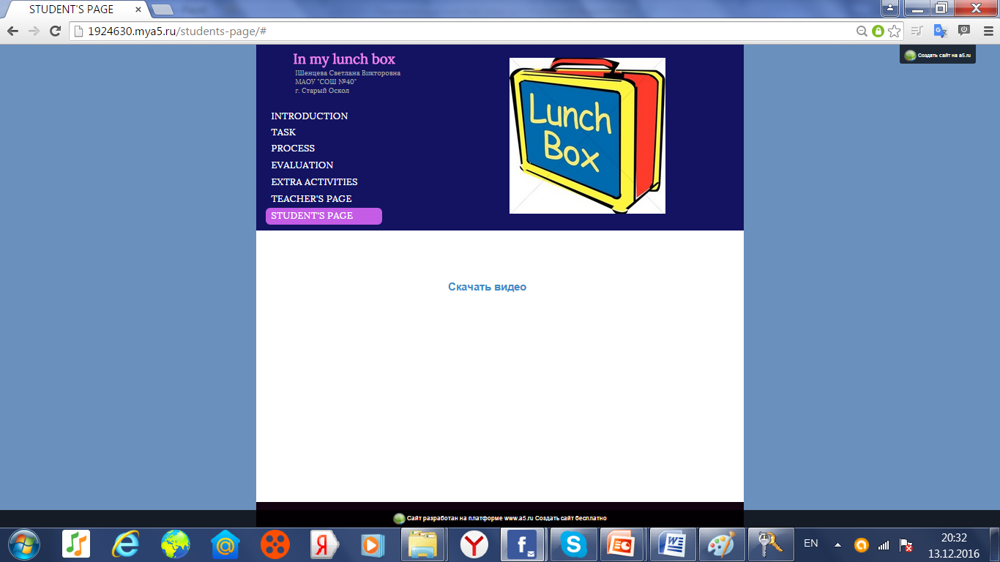 STUDENT'S PAGE
1924630.mya5.ru/students-page/#
Создать сайт на a5.ru
In my lunch box
Шенцева Светлана Викторовна
МАОУ "СОШ №40"
г. Старый Оскол
INTRODUCTION
TASK
PROCESS
EVALUATION
EXTRA ACTIVITIES
TEACHER'S PAGE
STUDENT'S PAGE
Lunch
Box
Скачать видео
Сайт разработан на платформе www.a5.ru Создать сайт бесплатно
EN
20:32
13.12.2016